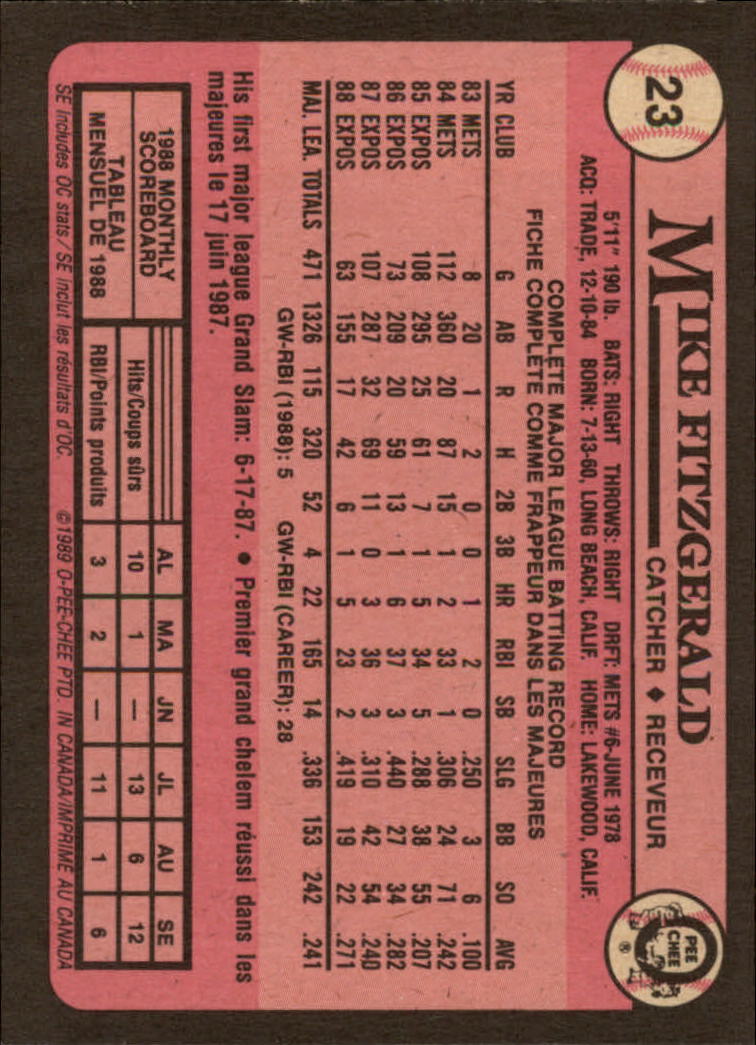 23
MIKE FITZGERALD
CATCHER ♦ RECEVEUR
O
PEE
CHEE
®
5'11" 190 lb. BATS: RIGHT THROWS: RIGHT DRFT: METS #6-JUNE 1978
ACQ: TRADE, 12-10-84 BORN: 7-13-60, LONG BEACH, CALIF. HOME: LAKEWOOD, CALIF.
COMPLETE MAJOR LEAGUE BATTING RECORD
FICHE COMPLÈTE COMME FRAPPEUR DANS LES MAJEURES
YR CLUB G AB R H 2B 3B HR RBI SB SLG BB SO AVG
83 METS 8 20 1 2 0 0 1 2 0 .250 3 6 .100
84 METS 112 360 20 87 15 1 2 33 1 .306 24 71 .242
85 EXPOS 108 295 25 61 7 1 5 34 5 .288 38 55 .207
86 EXPOS 73 209 20 59 13 1 6 37 3 .440 27 34 .282
87 EXPOS 107 287 32 69 11 0 3 36 3 .310 42 54 .240
88 EXPOS 63 155 17 42 6 1 5 23 2 .419 19 22 .271
MAJ. LEA. TOTALS 471 1326 115 320 52 4 22 165 14 .336 153 242 .241
GW-RBI (1988): 5 GW-RBI (CAREER): 28
His first major league Grand Slam: 6-17-87. ● Premier grand chelem réussi dans les
majeures le 17 juin 1987.
1988 MONTHLY
SCOREBOARD
TABLEAU
MENSUEL DE 1988
AL MA JN JL AU SE
Hits/Coups sûrs 10 1 — 13 6 12
RBI/Points produits 3 2 — 11 1 6
SE includes OC stats / SE inclut les résultats d'OC. ©1989 O-PEE-CHEE PTD. IN CANADA/IMPRIMÉ AU CANADA